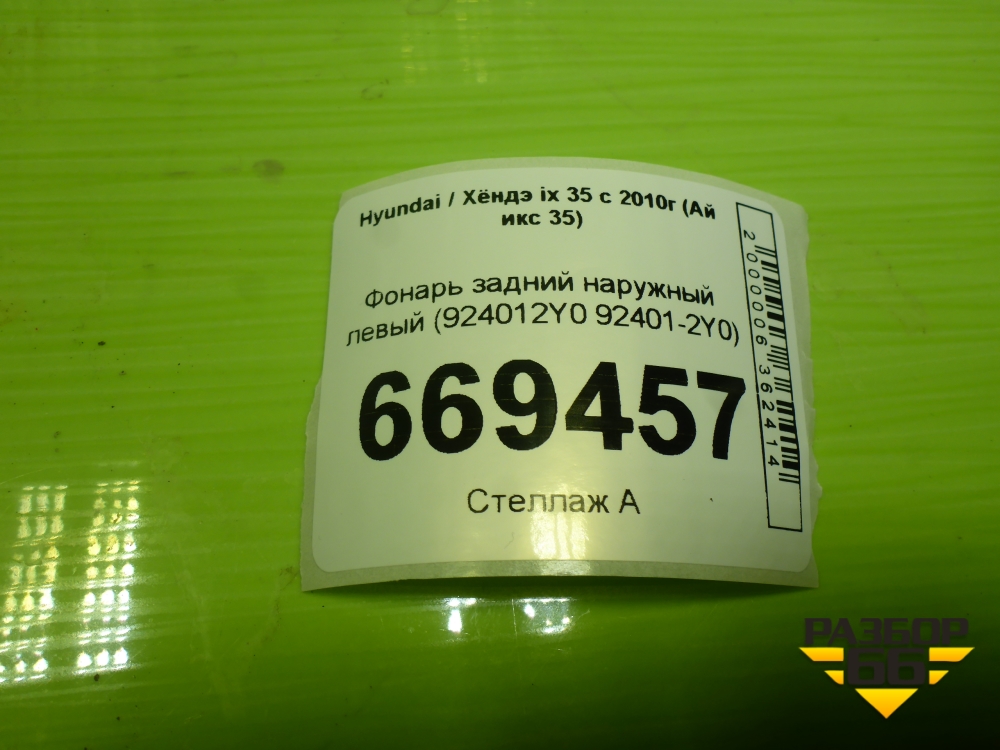 Hyundai / Хёндэ ix 35 с 2010г (Ай
икс 35)
Фонарь задний наружный
левый (924012Y0 92401-2Y0)
669457
Стеллаж А
2000006362414
РАЗБОР
66